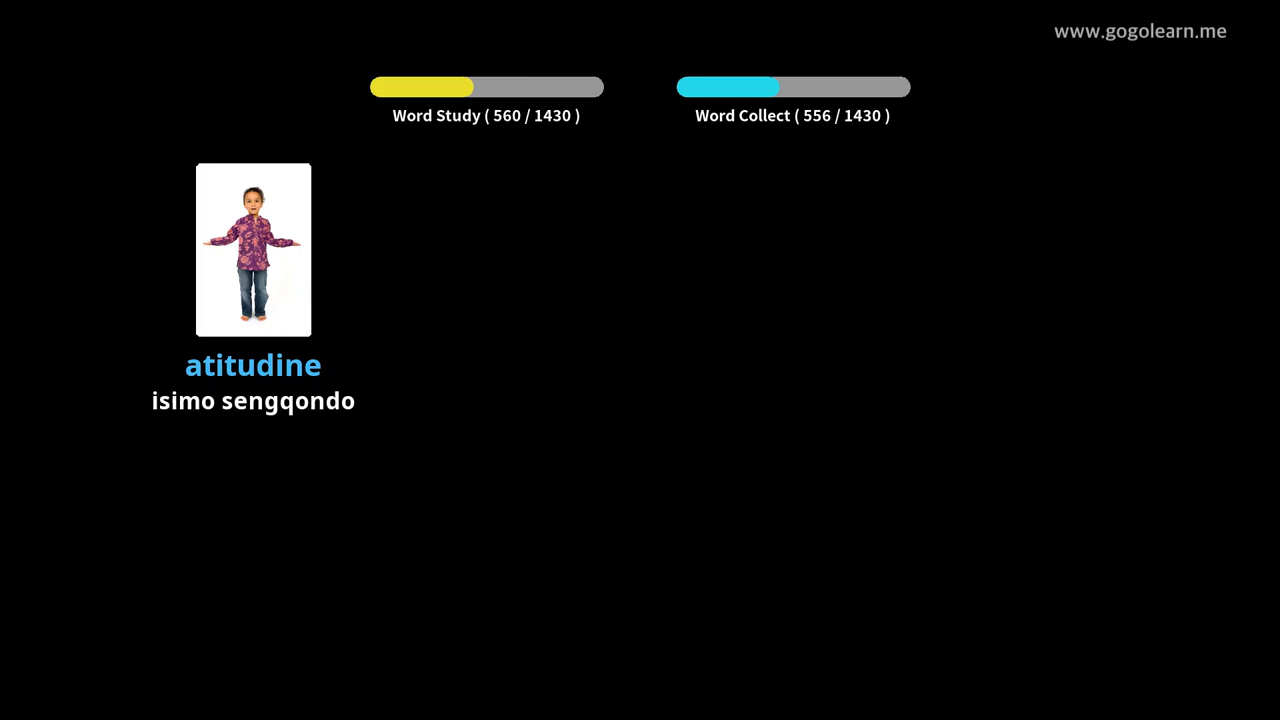 www.gogolearn.me
Word Study ( 560 / 1430 )
Word Collect ( 556 / 1430 )
atitudine
isimo sengqondo